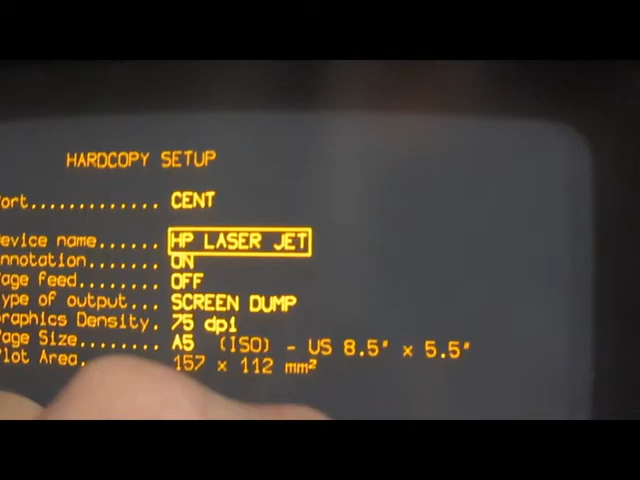 HARDCOPY SETUP
ort............. CENT
evice name...... HP LASER JET
nnotation....... ON
age feed........ OFF
ype of output... SCREEN DUMP
raphics Density. 75 dpi
age Size........ A5 (ISO) - US 8.5" x 5.5"
lot Area. 157 x 112 mm²